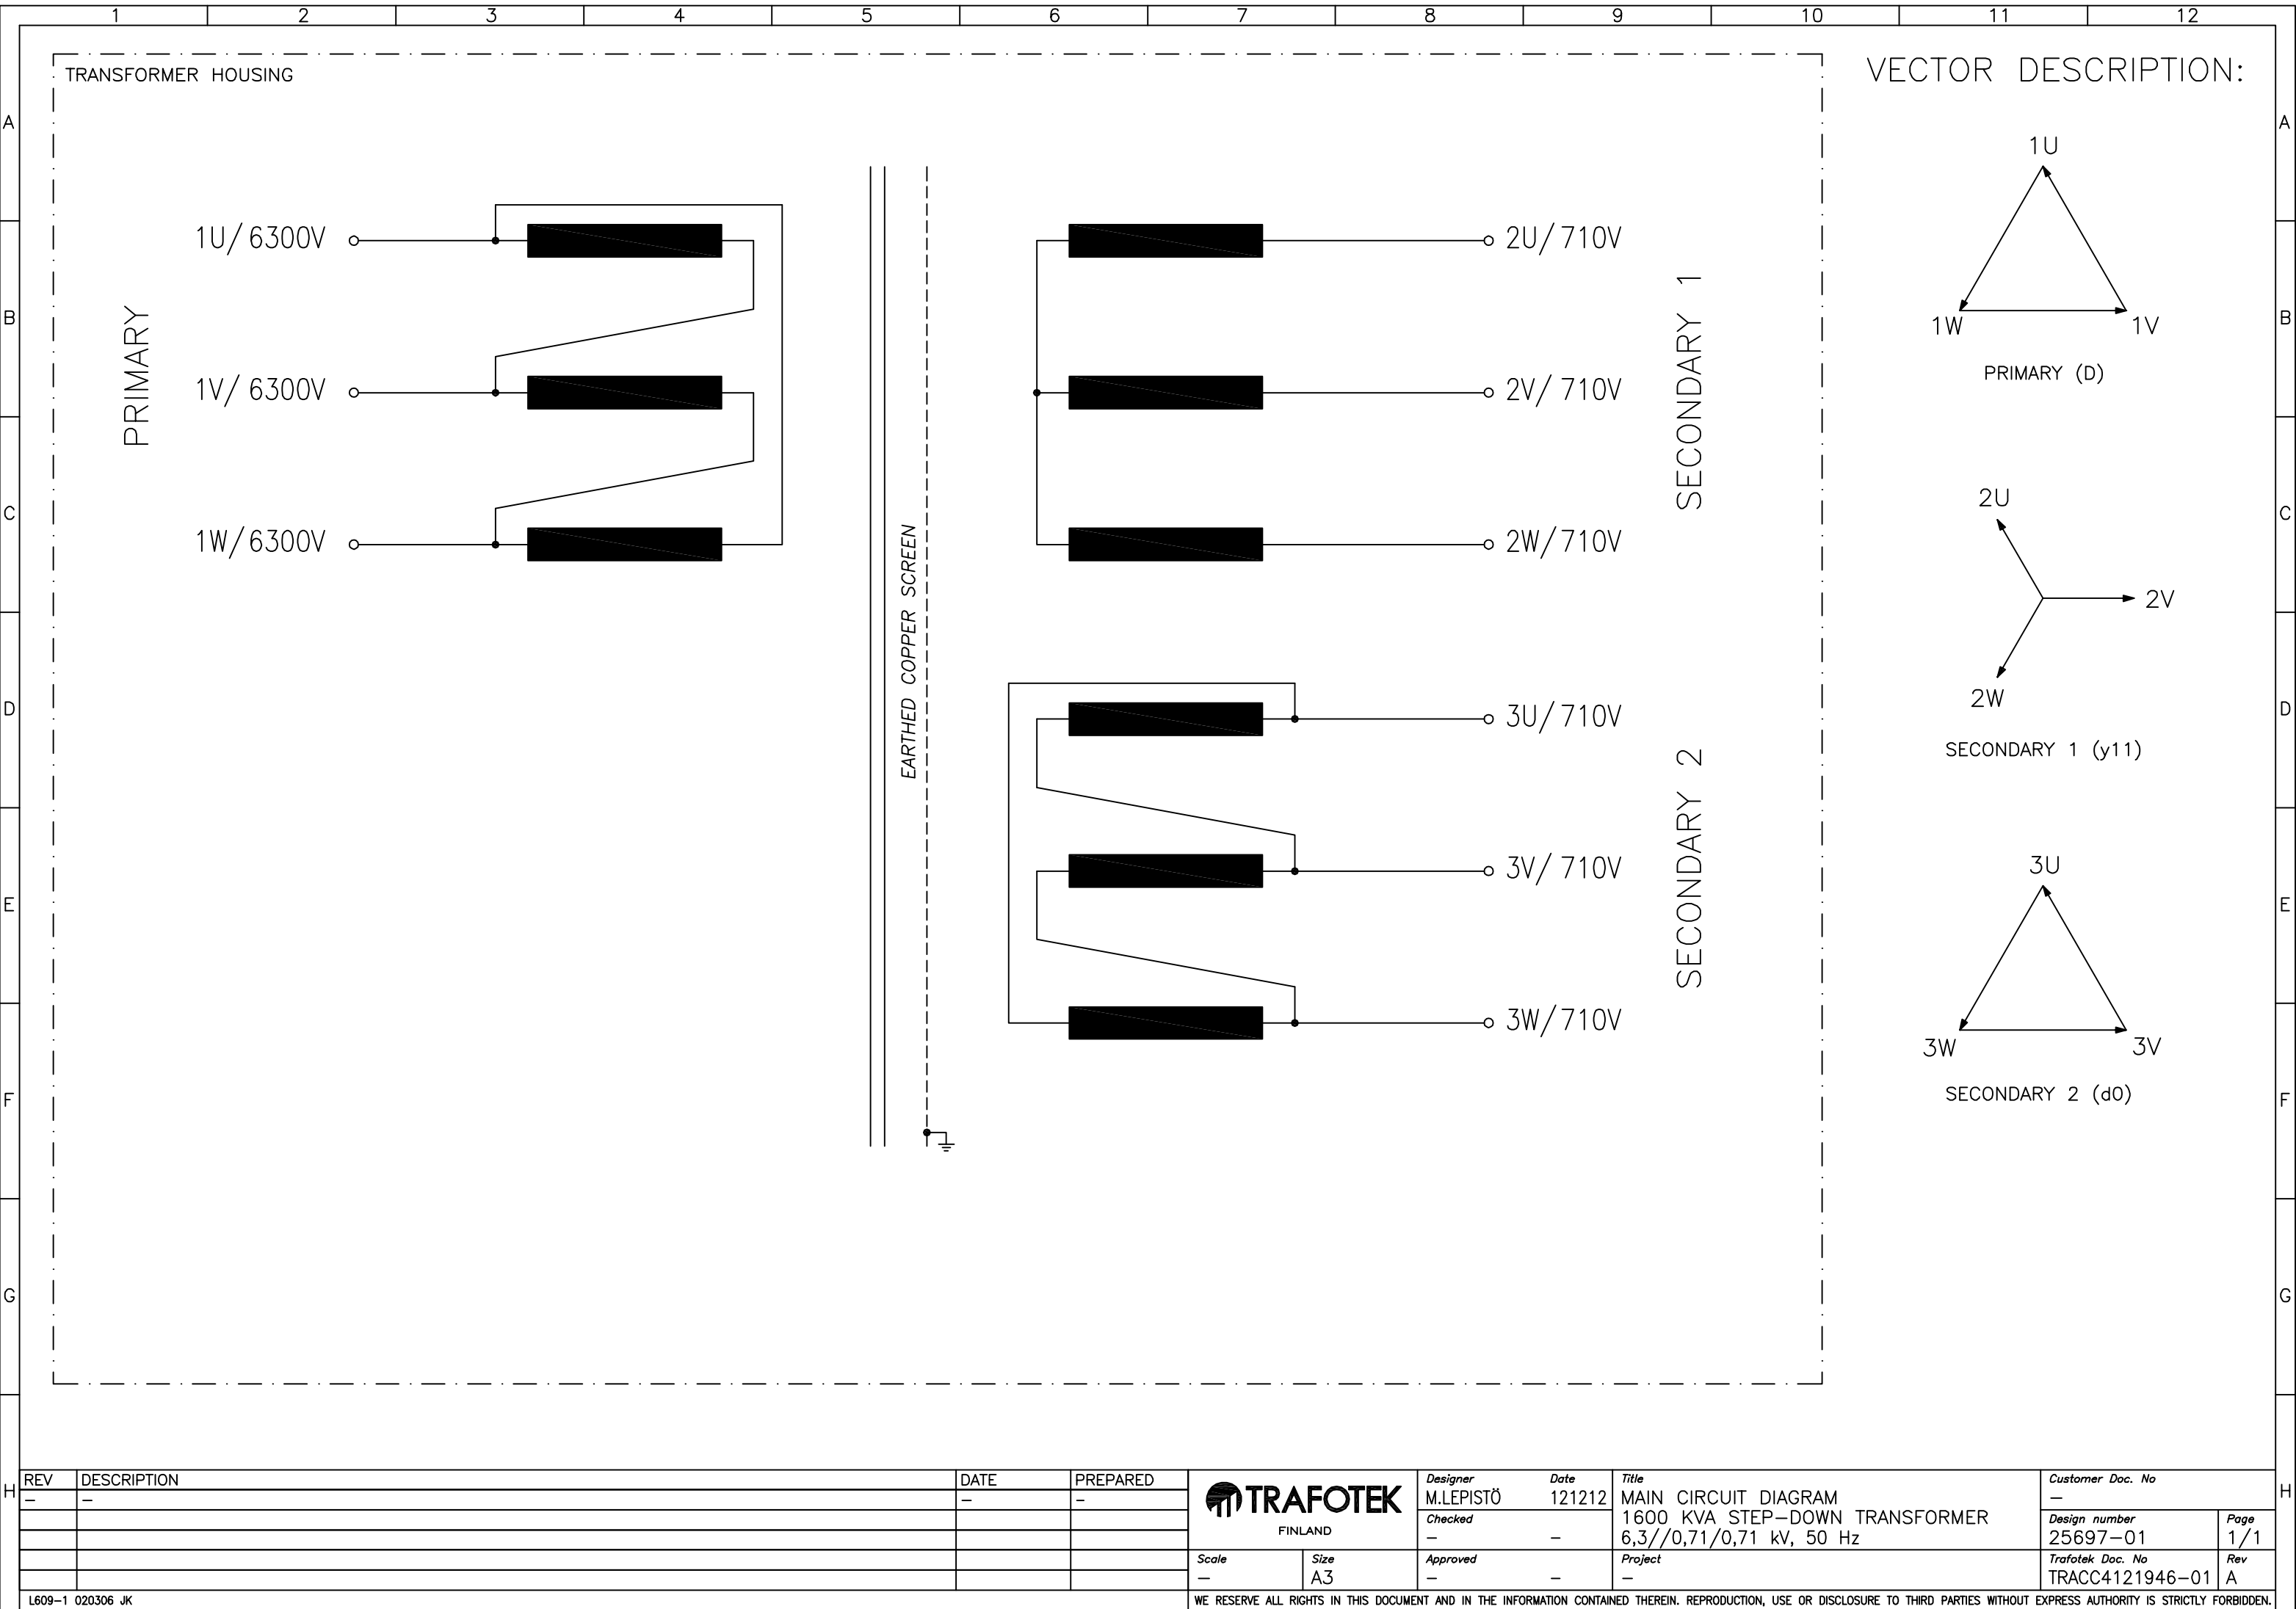 1 2 3 4 5 6 7 8 9 10 11 12
TRANSFORMER HOUSING
VECTOR DESCRIPTION:
A
A
B
B
C
C
D
D
E
E
F
F
G
G
H
H
PRIMARY
1U/6300V
1V/6300V
1W/6300V
EARTHED COPPER SCREEN
2U/710V
2V/710V
2W/710V
SECONDARY 1
3U/710V
3V/710V
3W/710V
SECONDARY 2
1U
1W
1V
PRIMARY (D)
2U
2V
2W
SECONDARY 1 (y11)
3U
3W
3V
SECONDARY 2 (d0)
REV DESCRIPTION DATE PREPARED
– – – –
TRAFOTEK
FINLAND
Scale
–
Size
A3
Designer Date
M.LEPISTÖ 121212
Checked
– –
Approved
– –
Title
MAIN CIRCUIT DIAGRAM
1600 KVA STEP–DOWN TRANSFORMER
6,3//0,71/0,71 kV, 50 Hz
Project
–
Customer Doc. No
–
Design number
25697–01
Page
1/1
Trafotek Doc. No
TRACC4121946–01
Rev
A
L609–1 020306 JK
WE RESERVE ALL RIGHTS IN THIS DOCUMENT AND IN THE INFORMATION CONTAINED THEREIN. REPRODUCTION, USE OR DISCLOSURE TO THIRD PARTIES WITHOUT EXPRESS AUTHORITY IS STRICTLY FORBIDDEN.